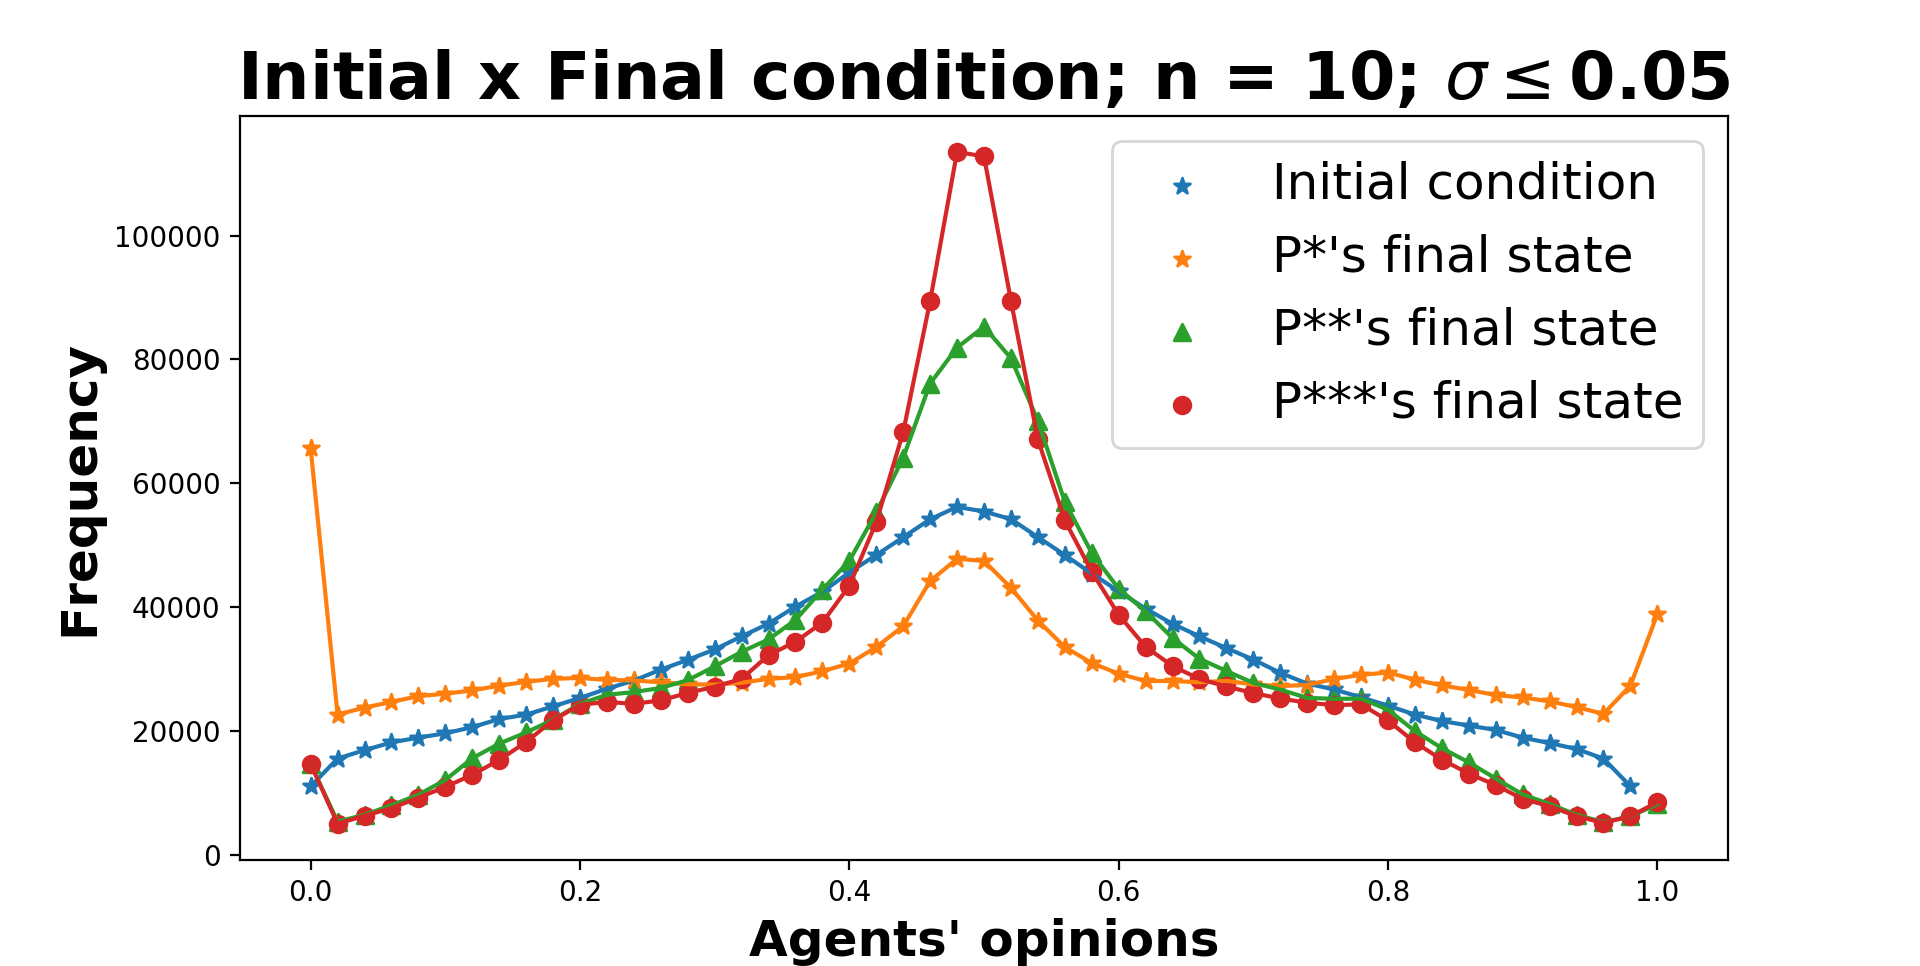 Initial x Final condition; n = 10; σ ≤ 0.05
Initial condition
P*'s final state
P**'s final state
P***'s final state
Frequency
100000
80000
60000
40000
20000
0
0.0 0.2 0.4 0.6 0.8 1.0
Agents' opinions